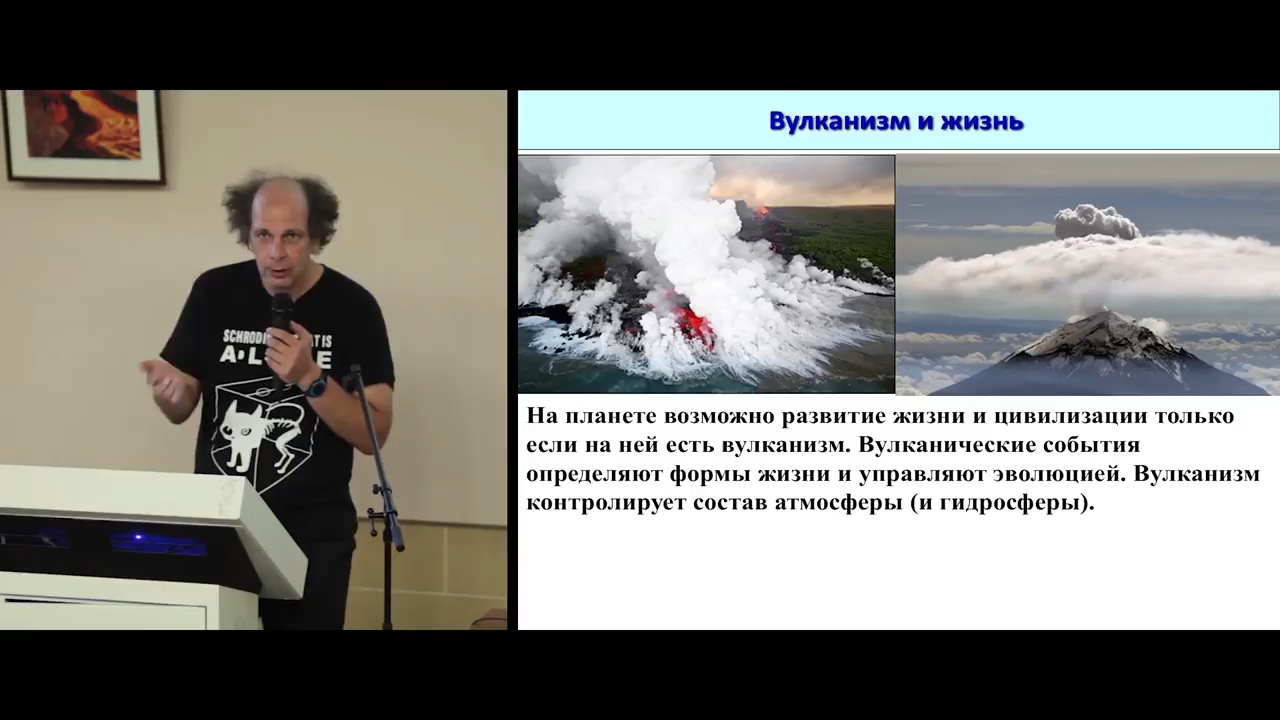 Вулканизм и жизнь
На планете возможно развитие жизни и цивилизации только
если на ней есть вулканизм. Вулканические события
определяют формы жизни и управляют эволюцией. Вулканизм
контролирует состав атмосферы (и гидросферы).
IS